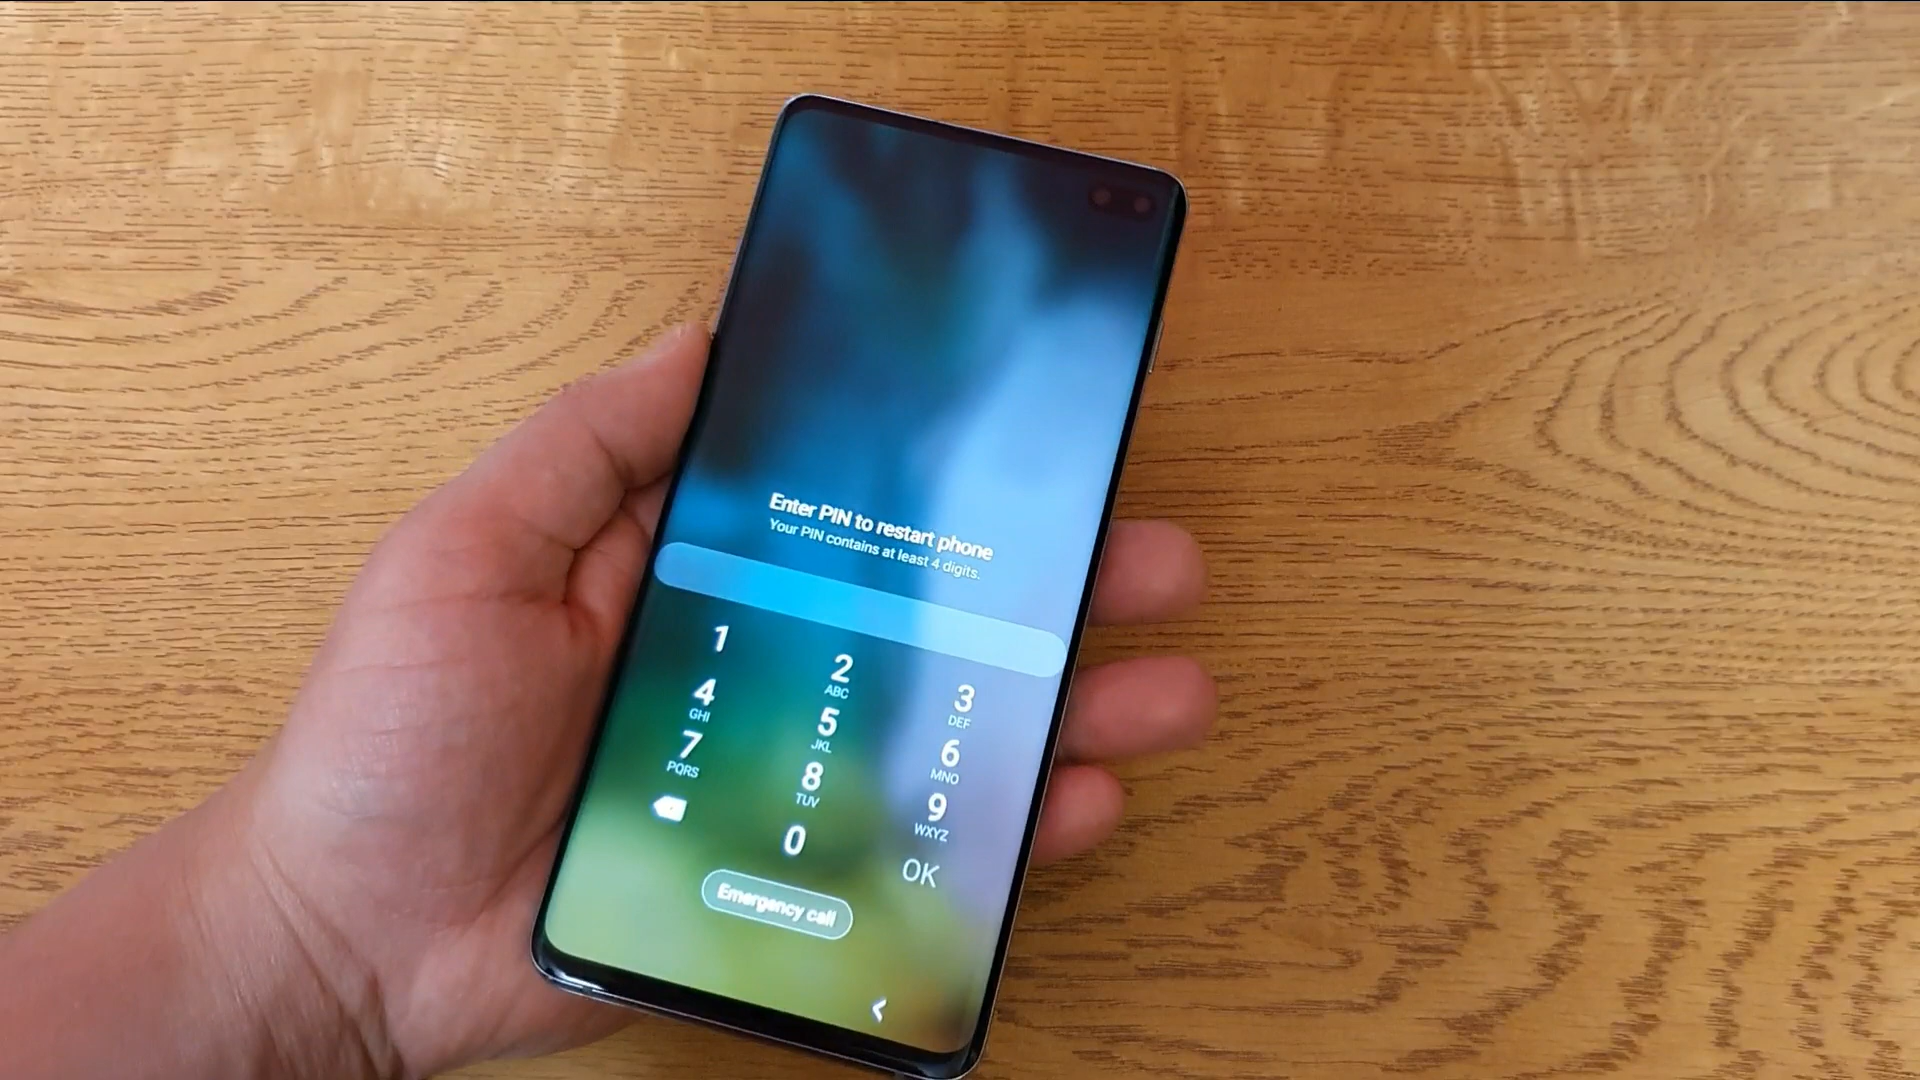 Enter PIN to restart phone
Your PIN contains at least 4 digits.
1
2
ABC
3
DEF
4
GHI
5
JKL
6
MNO
7
PQRS
8
TUV
9
WXYZ
0
OK
Emergency call